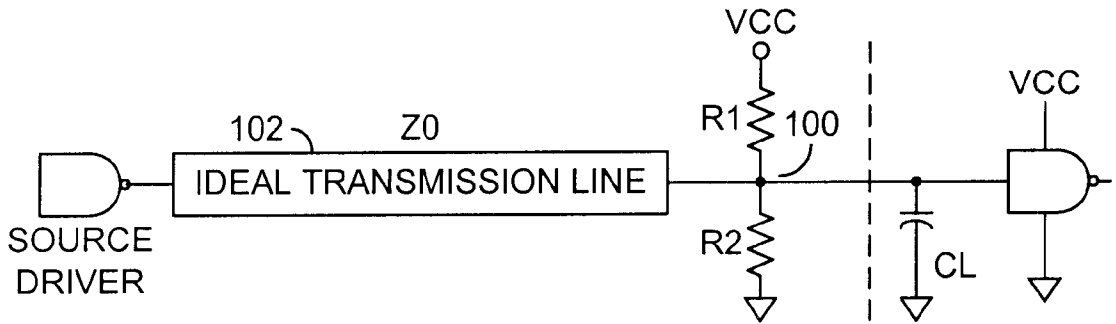 VCC
VCC
R1
100
102
Z0
IDEAL TRANSMISSION LINE
SOURCE
DRIVER
R2
CL